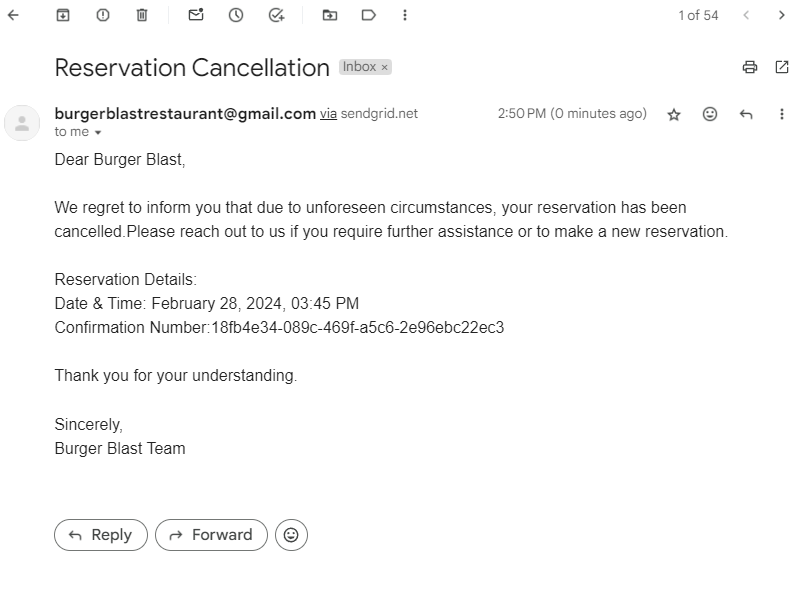 1 of 54
Reservation Cancellation Inbox ×
burgerblastrestaurant@gmail.com via sendgrid.net 2:50 PM (0 minutes ago)
to me
Dear Burger Blast,
We regret to inform you that due to unforeseen circumstances, your reservation has been
cancelled.Please reach out to us if you require further assistance or to make a new reservation.
Reservation Details:
Date & Time: February 28, 2024, 03:45 PM
Confirmation Number:18fb4e34-089c-469f-a5c6-2e96ebc22ec3
Thank you for your understanding.
Sincerely,
Burger Blast Team
Reply Forward